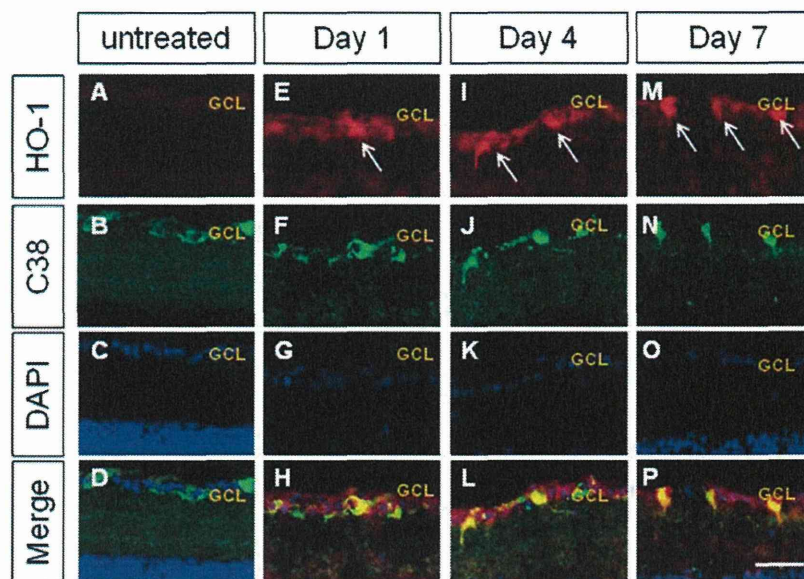 untreated Day 1 Day 4 Day 7
HO-1
A GCL E GCL I GCL M GCL
C38
B GCL F GCL J GCL N GCL
DAPI
C GCL G GCL K GCL O GCL
Merge
D GCL H GCL L GCL P GCL